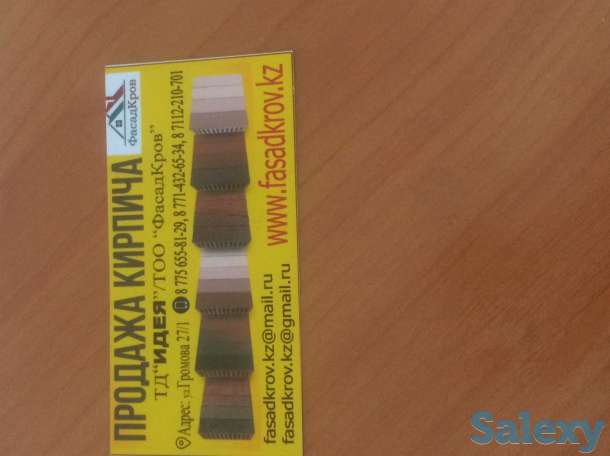 ПРОДАЖА КИРПИЧА
ФасадКров
ТД"ИДЕЯ"/ТОО "ФасадКров"
Адрес: ул.Громова 27/1 8 775 655-81-29, 8 771-432-65-34, 8 7112-210-701
fasadkrov.kz@mail.ru
fasadkrov.kz@gmail.ru
www.fasadkrov.kz
Salexy